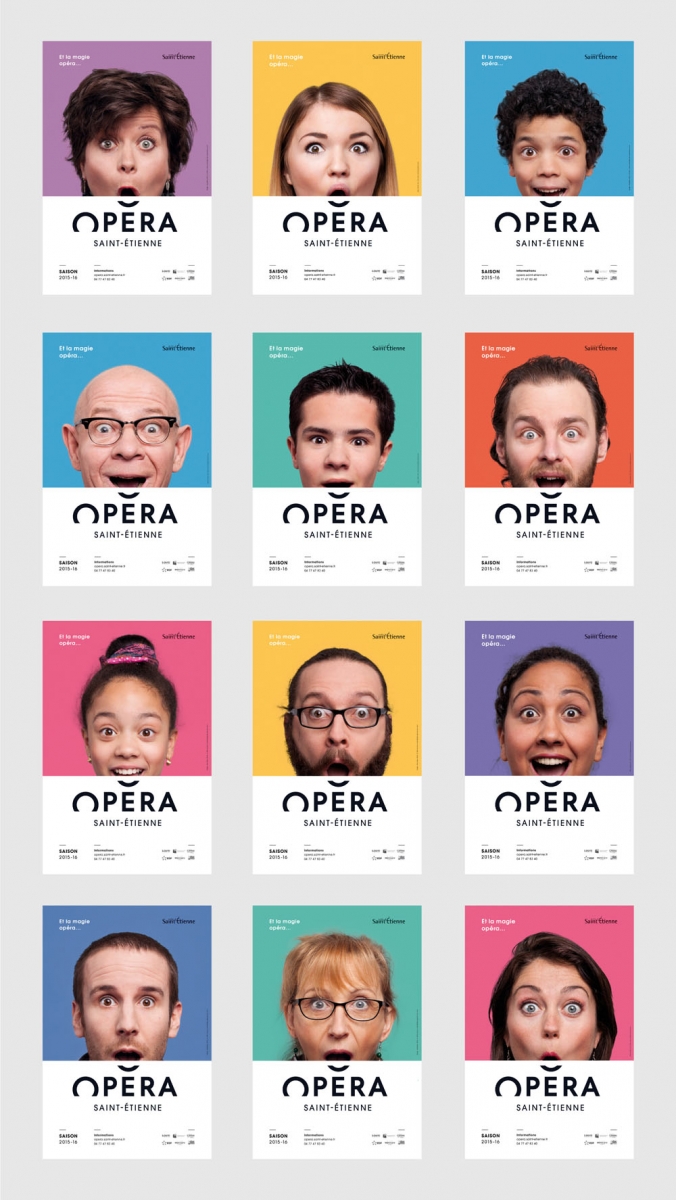 Et la magie
opéra...
Saint-Étienne
OPERA
SAINT-ÉTIENNE
SAISON
2015-16
Informations
opera.saint-etienne.fr
04 77 47 83 40
Et la magie
opéra...
Saint-Étienne
OPERA
SAINT-ÉTIENNE
SAISON
2015-16
Informations
opera.saint-etienne.fr
04 77 47 83 40
Et la magie
opéra...
Saint-Étienne
OPERA
SAINT-ÉTIENNE
SAISON
2015-16
Informations
opera.saint-etienne.fr
04 77 47 83 40
Et la magie
opéra...
Saint-Étienne
OPERA
SAINT-ÉTIENNE
SAISON
2015-16
Informations
opera.saint-etienne.fr
04 77 47 83 40
Et la magie
opéra...
Saint-Étienne
OPERA
SAINT-ÉTIENNE
SAISON
2015-16
Informations
opera.saint-etienne.fr
04 77 47 83 40
Et la magie
opéra...
Saint-Étienne
OPERA
SAINT-ÉTIENNE
SAISON
2015-16
Informations
opera.saint-etienne.fr
04 77 47 83 40
Et la magie
opéra...
Saint-Étienne
OPERA
SAINT-ÉTIENNE
SAISON
2015-16
Informations
opera.saint-etienne.fr
04 77 47 83 40
Et la magie
opéra...
Saint-Étienne
OPERA
SAINT-ÉTIENNE
SAISON
2015-16
Informations
opera.saint-etienne.fr
04 77 47 83 40
Et la magie
opéra...
Saint-Étienne
OPERA
SAINT-ÉTIENNE
SAISON
2015-16
Informations
opera.saint-etienne.fr
04 77 47 83 40
Et la magie
opéra...
Saint-Étienne
OPERA
SAINT-ÉTIENNE
SAISON
2015-16
Informations
opera.saint-etienne.fr
04 77 47 83 40
Et la magie
opéra...
Saint-Étienne
OPERA
SAINT-ÉTIENNE
SAISON
2015-16
Informations
opera.saint-etienne.fr
04 77 47 83 40
Et la magie
opéra...
Saint-Étienne
OPERA
SAINT-ÉTIENNE
SAISON
2015-16
Informations
opera.saint-etienne.fr
04 77 47 83 40